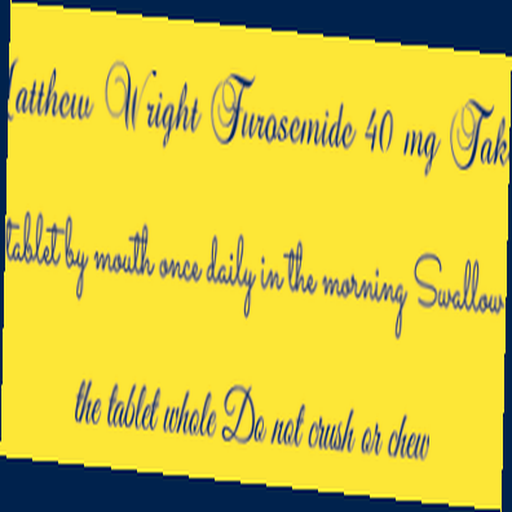 Wright Furosemide 40 mg
tablet by mouth once daily in the morning Swallow
the tablet whole Do not crush or chew